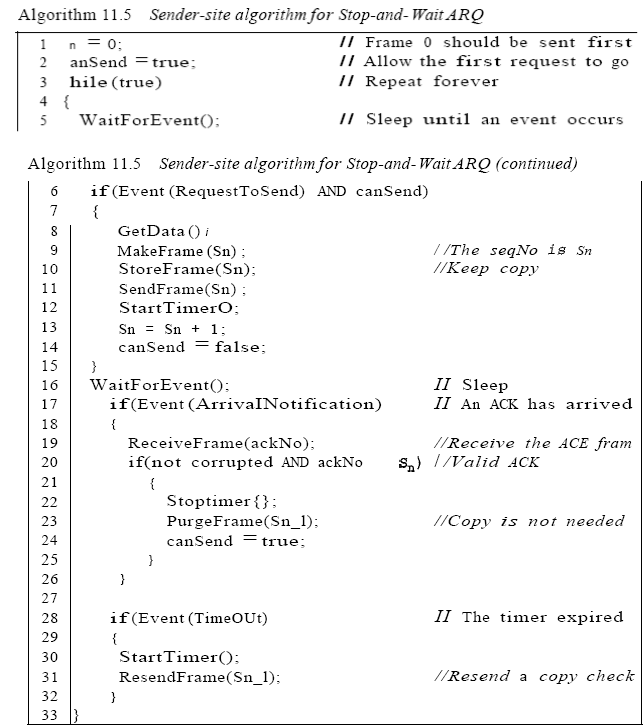 Algorithm 11.5 Sender-site algorithm for Stop-and-Wait ARQ
1 n = 0; // Frame 0 should be sent first
2 anSend = true; // Allow the first request to go
3 hile (true) // Repeat forever
4 {
5 WaitForEvent(); // Sleep until an event occurs
Algorithm 11.5 Sender-site algorithm for Stop-and-Wait ARQ (continued)
6 if(Event (RequestToSend) AND canSend)
7 {
8 GetData() i
9 MakeFrame (Sn) ; //The seqNo is Sn
10 StoreFrame(Sn); //Keep copy
11 SendFrame(Sn) ;
12 StartTimerO;
13 Sn = Sn + 1;
14 canSend = false;
15 }
16 WaitForEvent(); II Sleep
17 if(Event (ArrivaINotification) II An ACK has arrived
18 {
19 ReceiveFrame(ackNo); //Receive the ACE fram
20 if(not corrupted AND ackNo Sn) //Valid ACK
21 {
22 Stoptimer{};
23 PurgeFrame(Sn_1); //Copy is not needed
24 canSend = true;
25 }
26 }
27
28 if(Event (TimeOUt) II The timer expired
29 {
30 StartTimer();
31 ResendFrame(Sn_1); //Resend a copy check
32 }
33 }